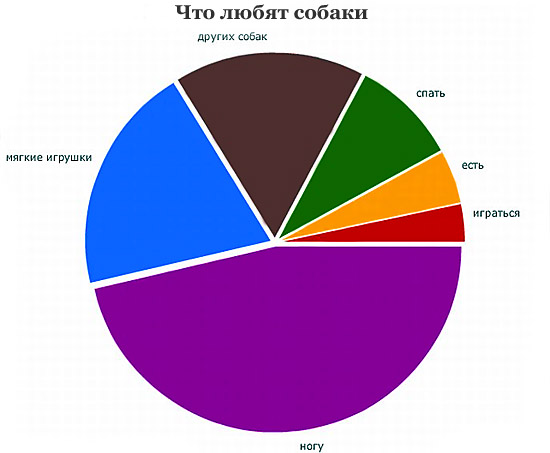 Что любят собаки
других собак
спать
мягкие игрушки
есть
играться
ногу